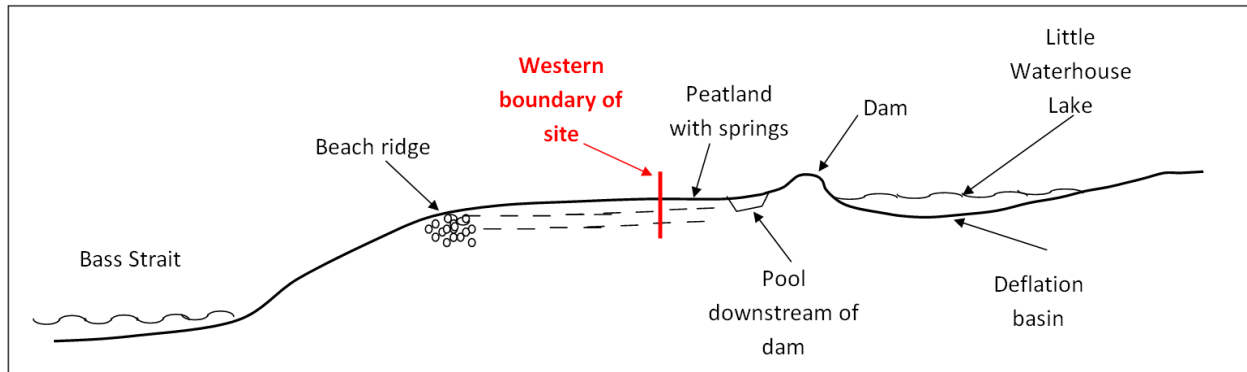 Bass Strait
Beach ridge
Western
boundary of
site
Peatland
with springs
Pool
downstream of
dam
Dam
Little
Waterhouse
Lake
Deflation
basin